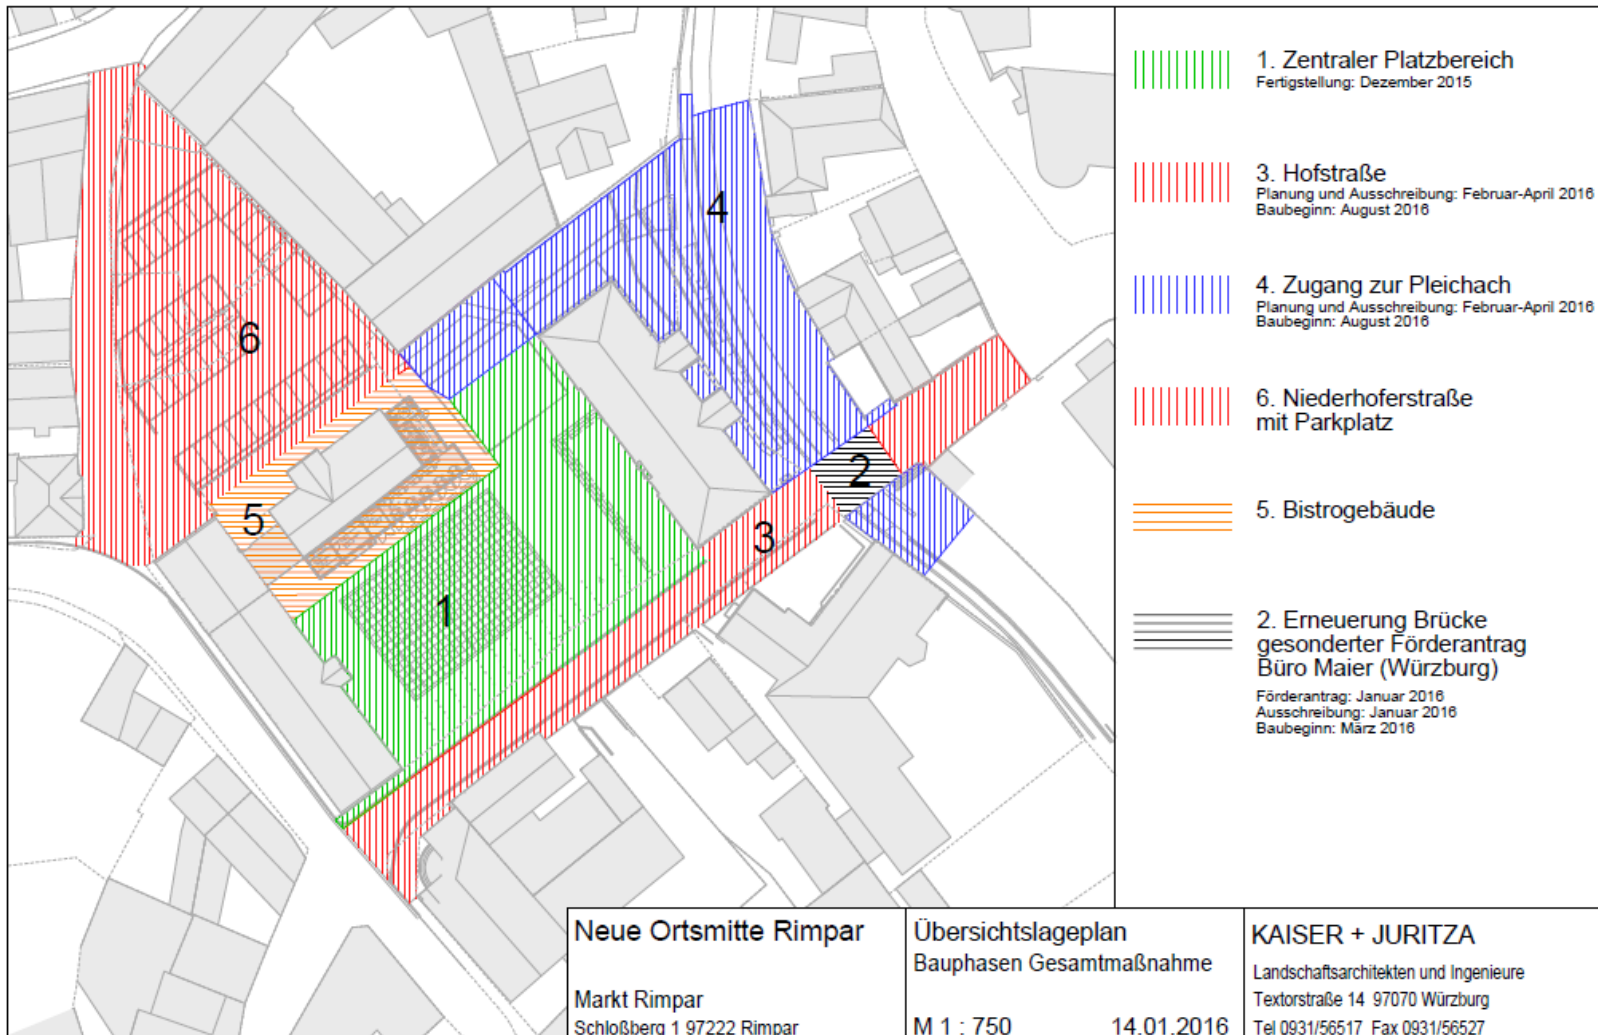 1. Zentraler Platzbereich
Fertigstellung: Dezember 2015
3. Hofstraße
Planung und Ausschreibung: Februar-April 2016
Baubeginn: August 2016
4. Zugang zur Pleichach
Planung und Ausschreibung: Februar-April 2016
Baubeginn: August 2016
6. Niederhoferstraße
mit Parkplatz
5. Bistrogebäude
2. Erneuerung Brücke
gesonderter Förderantrag
Büro Maier (Würzburg)
Förderantrag: Januar 2016
Ausschreibung: Januar 2016
Baubeginn: März 2016
4
6
2
5
3
1
Neue Ortsmitte Rimpar
Markt Rimpar
Schloßberg 1 97222 Rimpar
Übersichtslageplan
Bauphasen Gesamtmaßnahme
M 1 : 750 14.01.2016
KAISER + JURITZA
Landschaftsarchitekten und Ingenieure
Textorstraße 14 97070 Würzburg
Tel 0931/56517 Fax 0931/56527